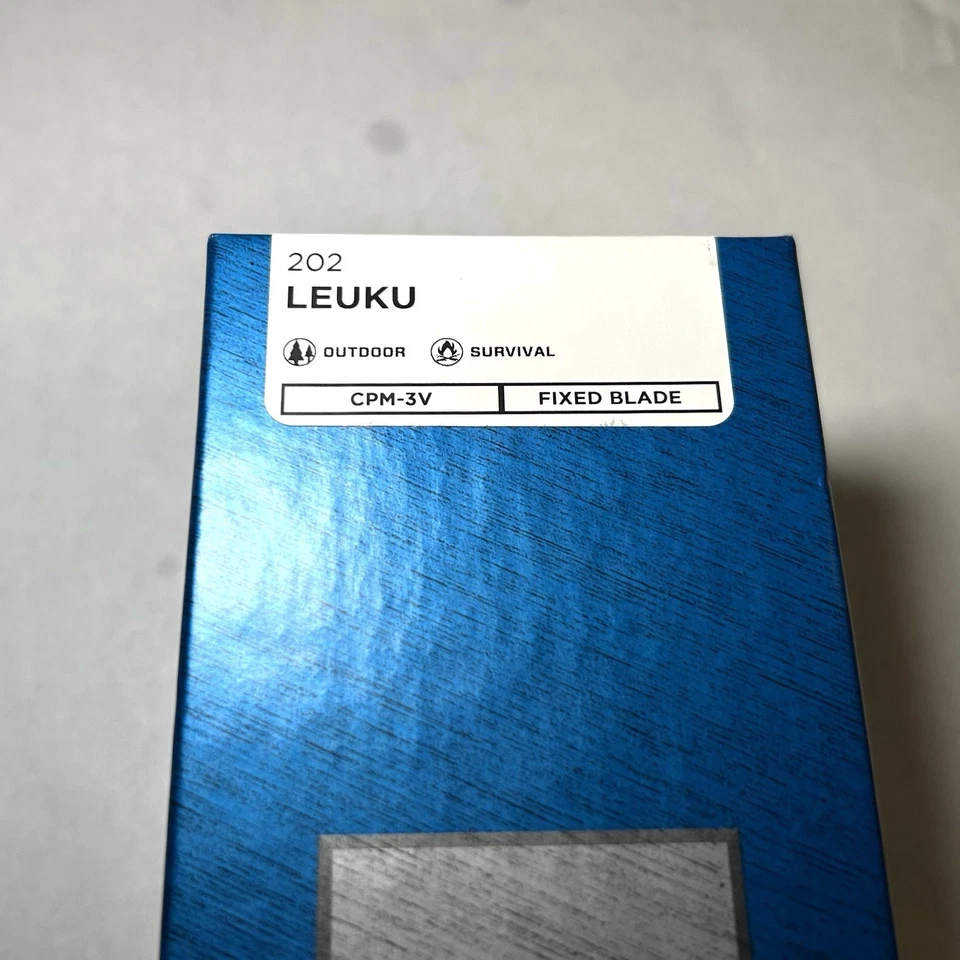 202
LEUKU
OUTDOOR SURVIVAL
CPM-3V FIXED BLADE